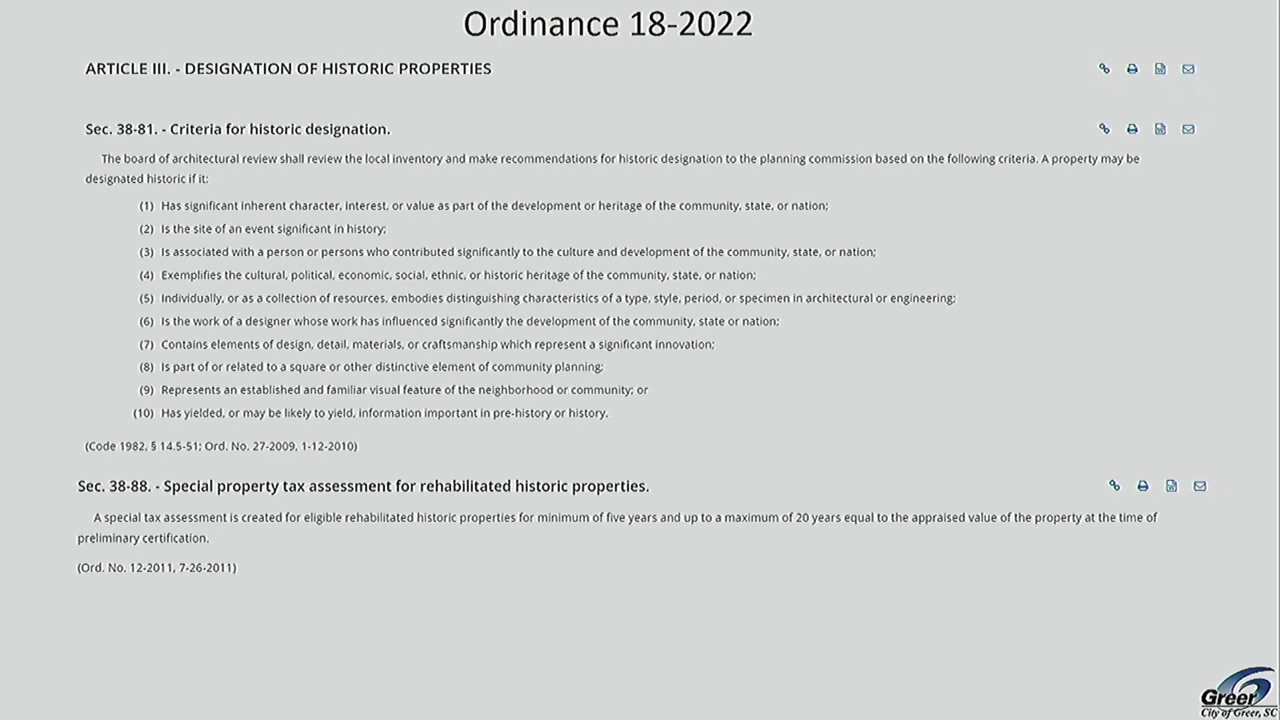 Ordinance 18-2022
ARTICLE III. - DESIGNATION OF HISTORIC PROPERTIES
Sec. 38-81. - Criteria for historic designation.
The board of architectural review shall review the local inventory and make recommendations for historic designation to the planning commission based on the following criteria. A property may be
designated historic if it:
(1) Has significant inherent character, interest, or value as part of the development or heritage of the community, state, or nation;
(2) Is the site of an event significant in history;
(3) Is associated with a person or persons who contributed significantly to the culture and development of the community, state, or nation;
(4) Exemplifies the cultural, political, economic, social, ethnic, or historic heritage of the community, state, or nation;
(5) Individually, or as a collection of resources, embodies distinguishing characteristics of a type, style, period, or specimen in architectural or engineering;
(6) Is the work of a designer whose work has influenced significantly the development of the community, state or nation;
(7) Contains elements of design, detail, materials, or craftsmanship which represent a significant innovation;
(8) Is part of or related to a square or other distinctive element of community planning;
(9) Represents an established and familiar visual feature of the neighborhood or community; or
(10) Has yielded, or may be likely to yield, information important in pre-history or history.
(Code 1982, § 14.5-51; Ord. No. 27-2009, 1-12-2010)
Sec. 38-88. - Special property tax assessment for rehabilitated historic properties.
A special tax assessment is created for eligible rehabilitated historic properties for minimum of five years and up to a maximum of 20 years equal to the appraised value of the property at the time of
preliminary certification.
(Ord. No. 12-2011, 7-26-2011)
Greer
City of Greer, SC